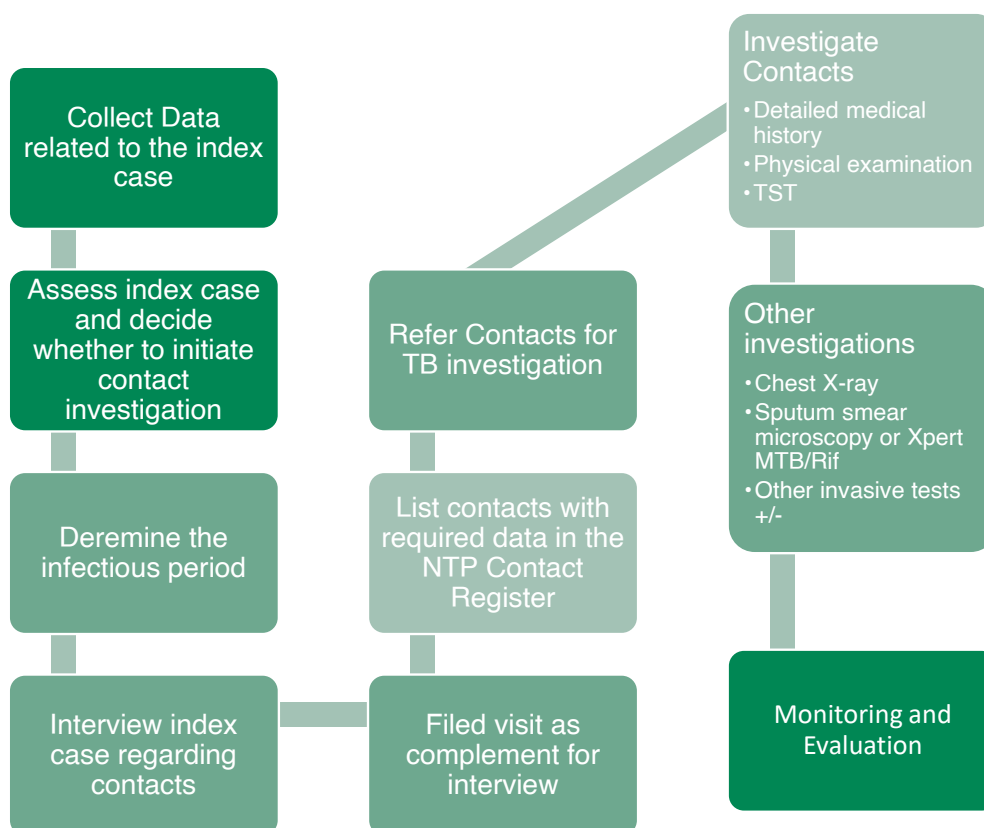 Collect Data
related to the index
case
Assess index case
and decide
whether to initiate
contact
investigation
Deremine the
infectious period
Interview index
case regarding
contacts
Filed visit as
complement for
interview
List contacts with
required data in the
NTP Contact
Register
Refer Contacts for
TB investigation
Investigate
Contacts
•Detailed medical
history
•Physical examination
•TST
Other
investigations
•Chest X-ray
•Sputum smear
microscopy or Xpert
MTB/Rif
•Other invasive tests
+/-
Monitoring and
Evaluation